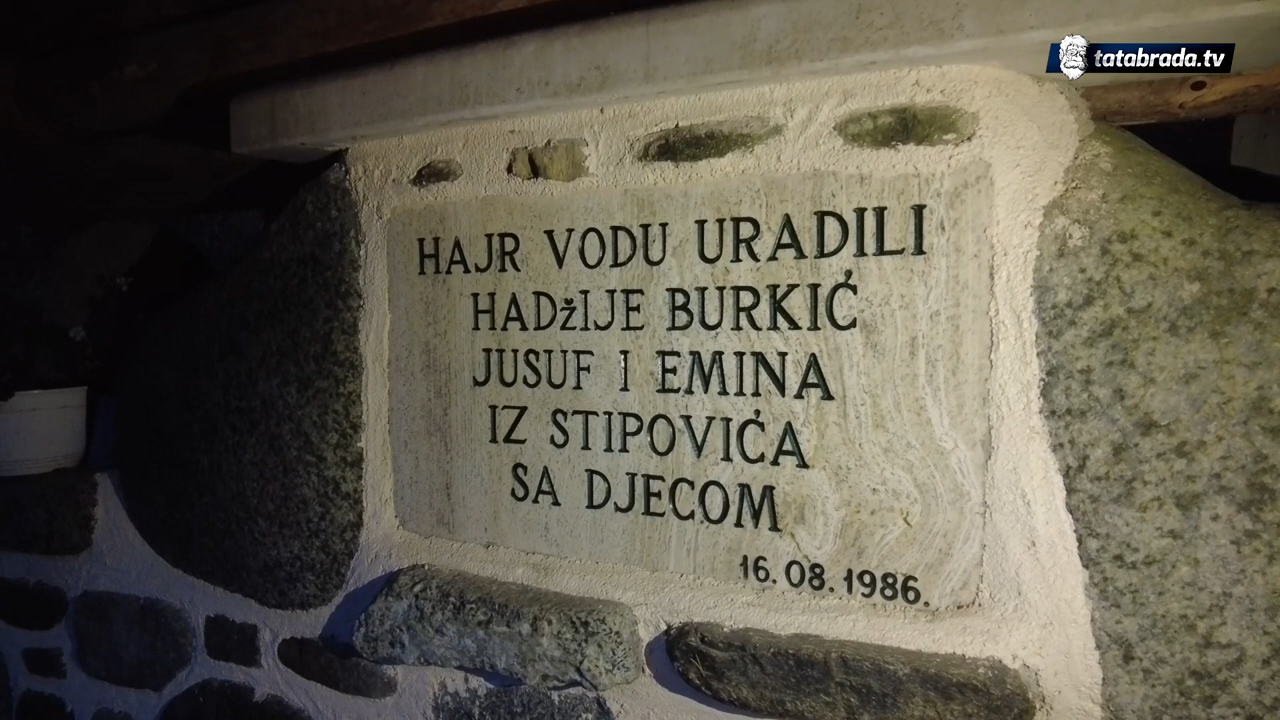 tatabrada.tv
HAJR VODU URADILI
HADžIJE BURKIĆ
JUSUF I EMINA
IZ STIPOVIĆA
SA DJECOM
16.08.1986.